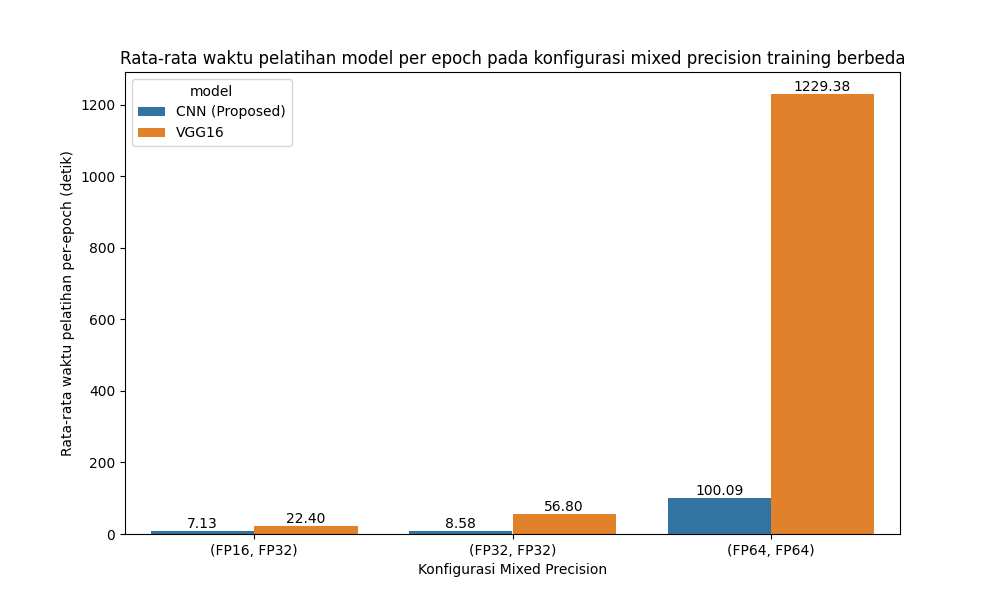 Rata-rata waktu pelatihan model per epoch pada konfigurasi mixed precision training berbeda
model
CNN (Proposed)
VGG16
Rata-rata waktu pelatihan per-epoch (detik)
1200
1000
800
600
400
200
0
7.13
22.40
8.58
56.80
100.09
1229.38
(FP16, FP32)
(FP32, FP32)
(FP64, FP64)
Konfigurasi Mixed Precision